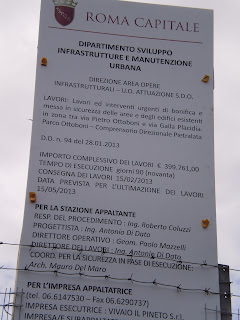 ROMA CAPITALE
DIPARTIMENTO SVILUPPO
INFRASTRUTTURE E MANUTENZIONE
URBANA
DIREZIONE AREA OPERE
INFRASTRUTTURALI – U.O. ATTUAZIONI S.D.O.
LAVORI: Lavori ed interventi urgenti di bonifica e
messa in sicurezza delle aree e degli edifici esistenti
in zona tra via Pietro Ottoboni e via Galla Placidia
Parco Ottoboni – Comprensorio Direzionale Pietralata
D.D. n. 94 del 28.01.2013
IMPORTO COMPLESSIVO DEI LAVORI € 399.761,00
TEMPO DI ESECUZIONE giorni 90 (novanta)
CONSEGNA DEI LAVORI 15/02/2013
DATA PREVISTA PER L'ULTIMAZIONE DEI LAVORI
15/05/2013
PER LA STAZIONE APPALTANTE
RESP. DEL PROCEDIMENTO : Ing. Roberto Coluzzi
PROGETTISTA : Ing. Antonio Di Dato
DIRETTORE OPERATIVO : Geom. Paolo Mazzelli
DIRETTORE DEI LAVORI : Ing. Antonio Di Dato
COORD. PER LA SICUREZZA IN FASE DI ESECUZIONE:
Arch. Mauro Del Maro
PER L'IMPRESA APPALTATRICE
(tel. 06.6147530 – Fax 06.6290737)
IMPRESA ESECUTRICE : VIVAIO IL PINETO S.r.l.